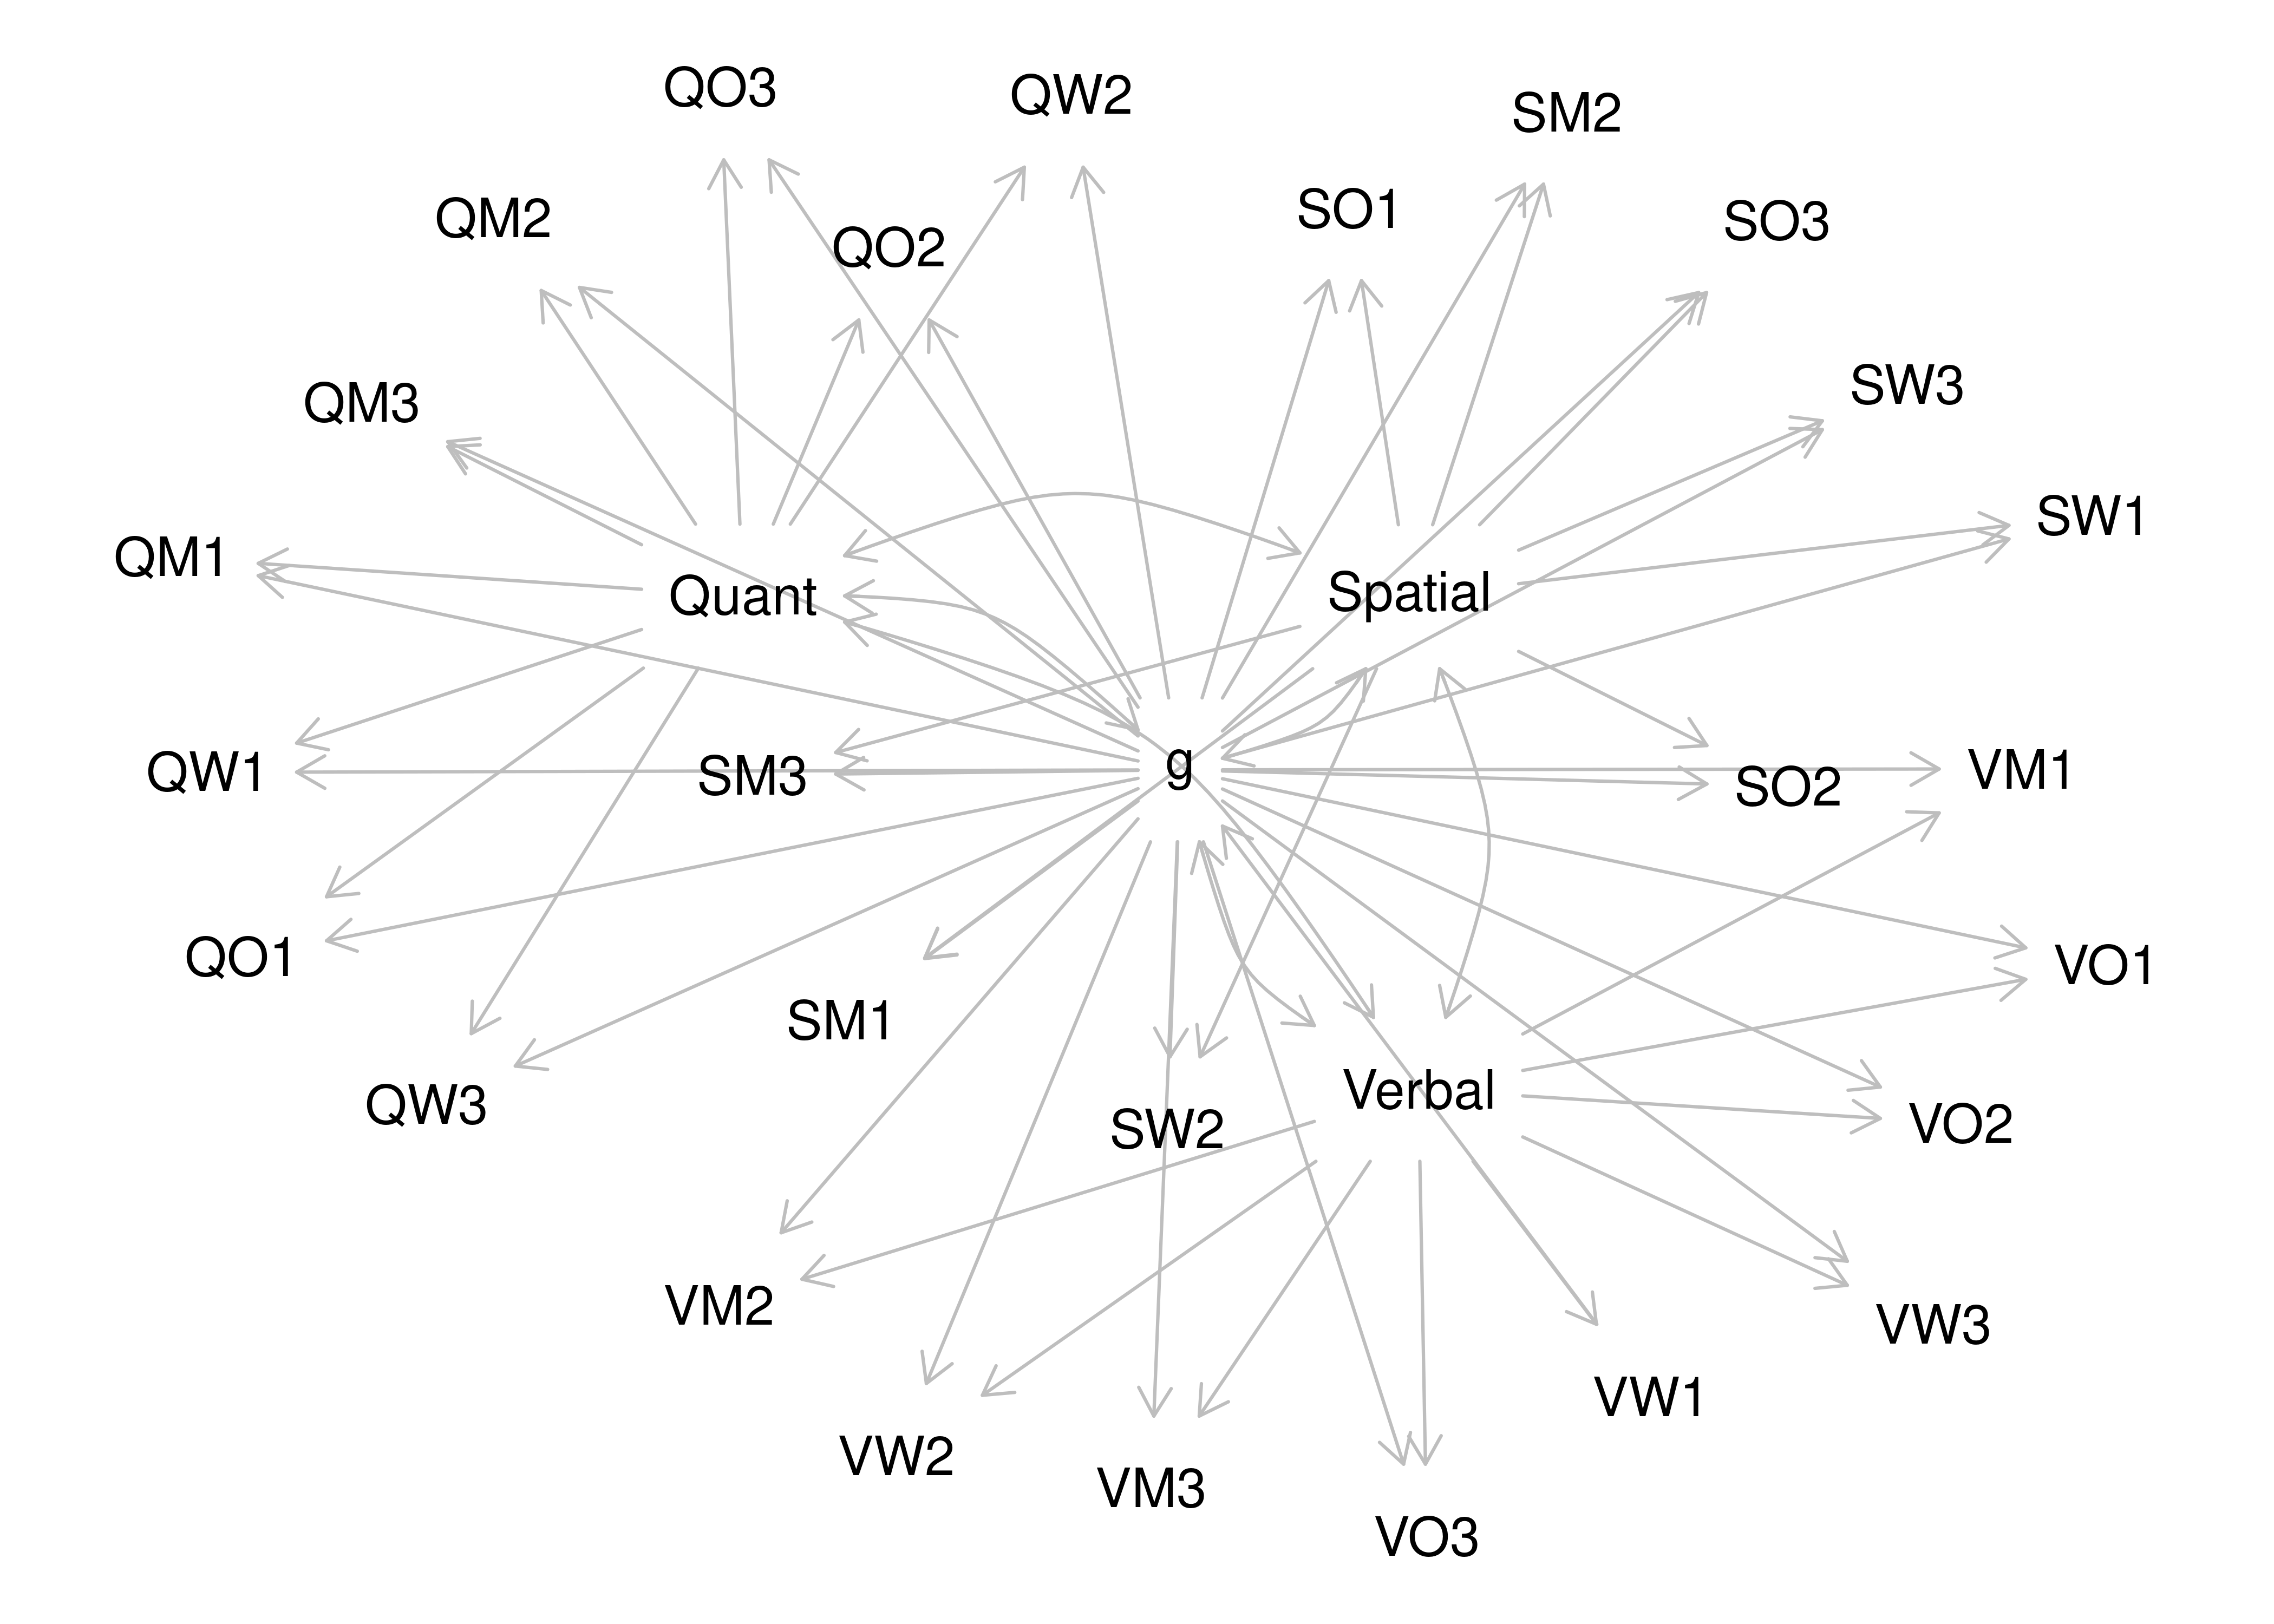 QO3
QW2
SM2
QM2
SO1
SO3
QO2
SW3
QM3
SW1
QM1
Quant
Spatial
g
QW1
SM3
VM1
SO2
QO1
VO1
SM1
Verbal
QW3
SW2
VO2
VM2
VW3
VW1
VW2
VM3
VO3